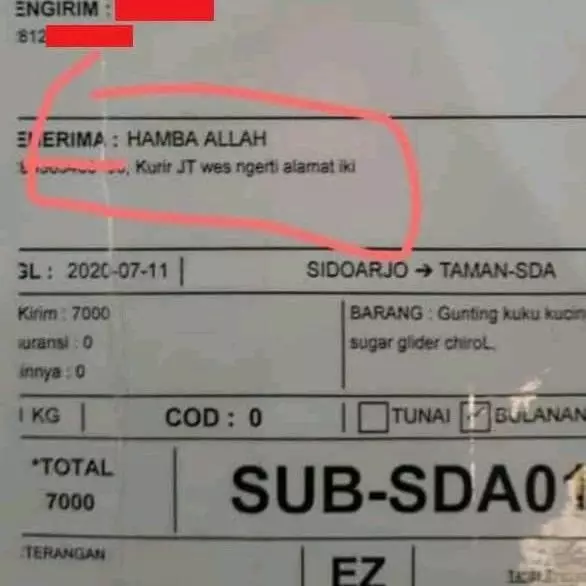 ENGIRIM :
812
ENERIMA : HAMBA ALLAH
, Kurir JT wes ngerti alamat iki
GL : 2020-07-11
SIDOARJO → TAMAN-SDA
Kirim : 7000
uransi : 0
innya : 0
BARANG : Gunting kuku kucin
sugar glider chiroL.
I KG
COD : 0
TUNAI
BULANAN
*TOTAL
7000
SUB-SDA01
TERANGAN
EZ